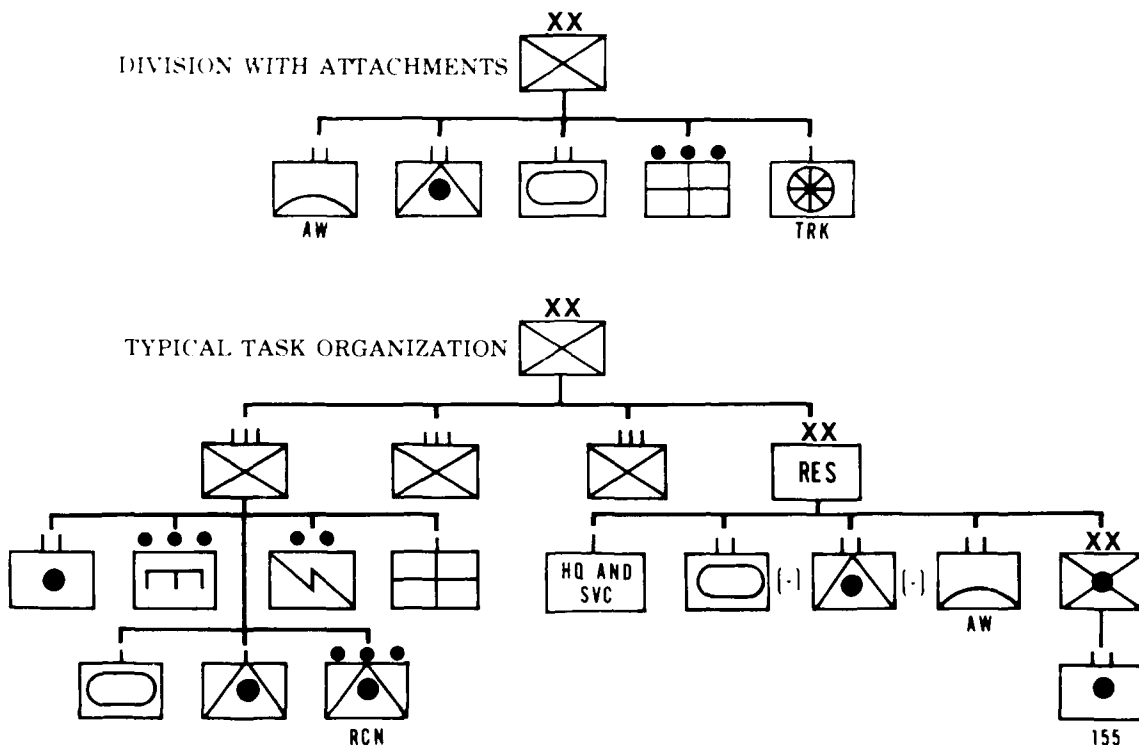 XX
DIVISION WITH ATTACHMENTS
AW
TRK
XX
TYPICAL TASK ORGANIZATION
XX
RES
HQ AND
SVC
(-)
(-)
XX
AW
RCN
155